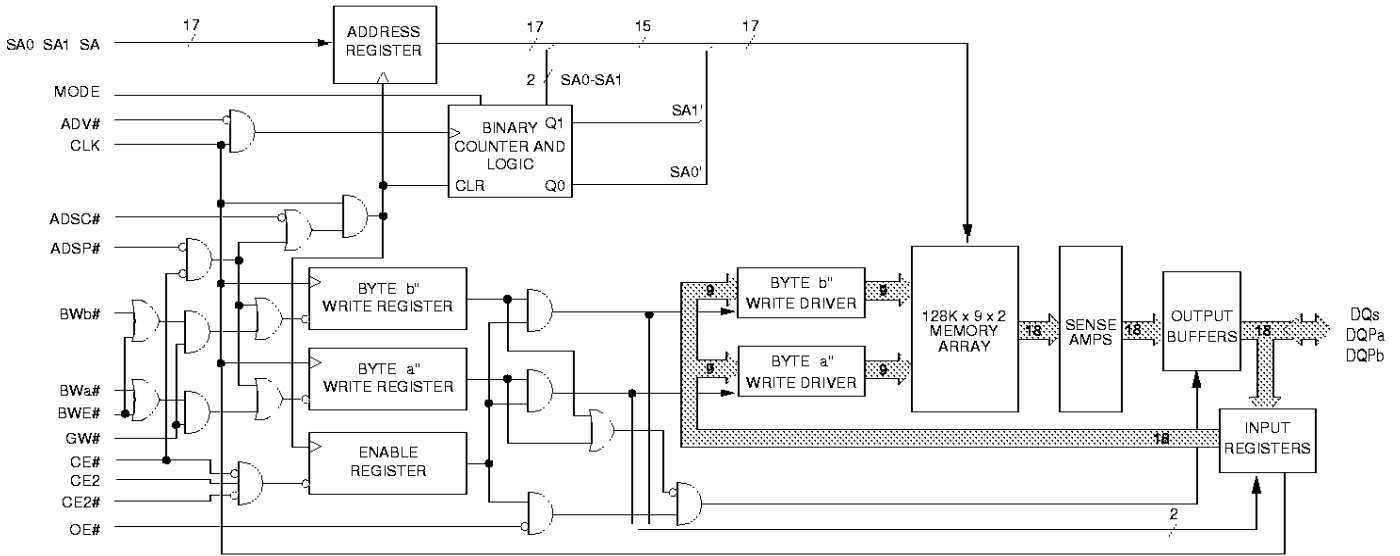 17
SA0 SA1 SA
ADDRESS
REGISTER
17
15
17
2
SA0-SA1
MODE
ADV#
CLK
BINARY
COUNTER AND
LOGIC
Q1
SA1'
CLR
Q0
SA0'
ADSC#
ADSP#
BWb#
BYTE b"
WRITE REGISTER
BYTE a"
WRITE REGISTER
BWa#
BWE#
GW#
CE#
CE2
CE2#
OE#
ENABLE
REGISTER
9
BYTE b"
WRITE DRIVER
9
9
BYTE a"
WRITE DRIVER
9
128K x 9 x 2
MEMORY
ARRAY
18
SENSE
AMPS
18
OUTPUT
BUFFERS
18
DQs
DQPa
DQPb
18
INPUT
REGISTERS
2